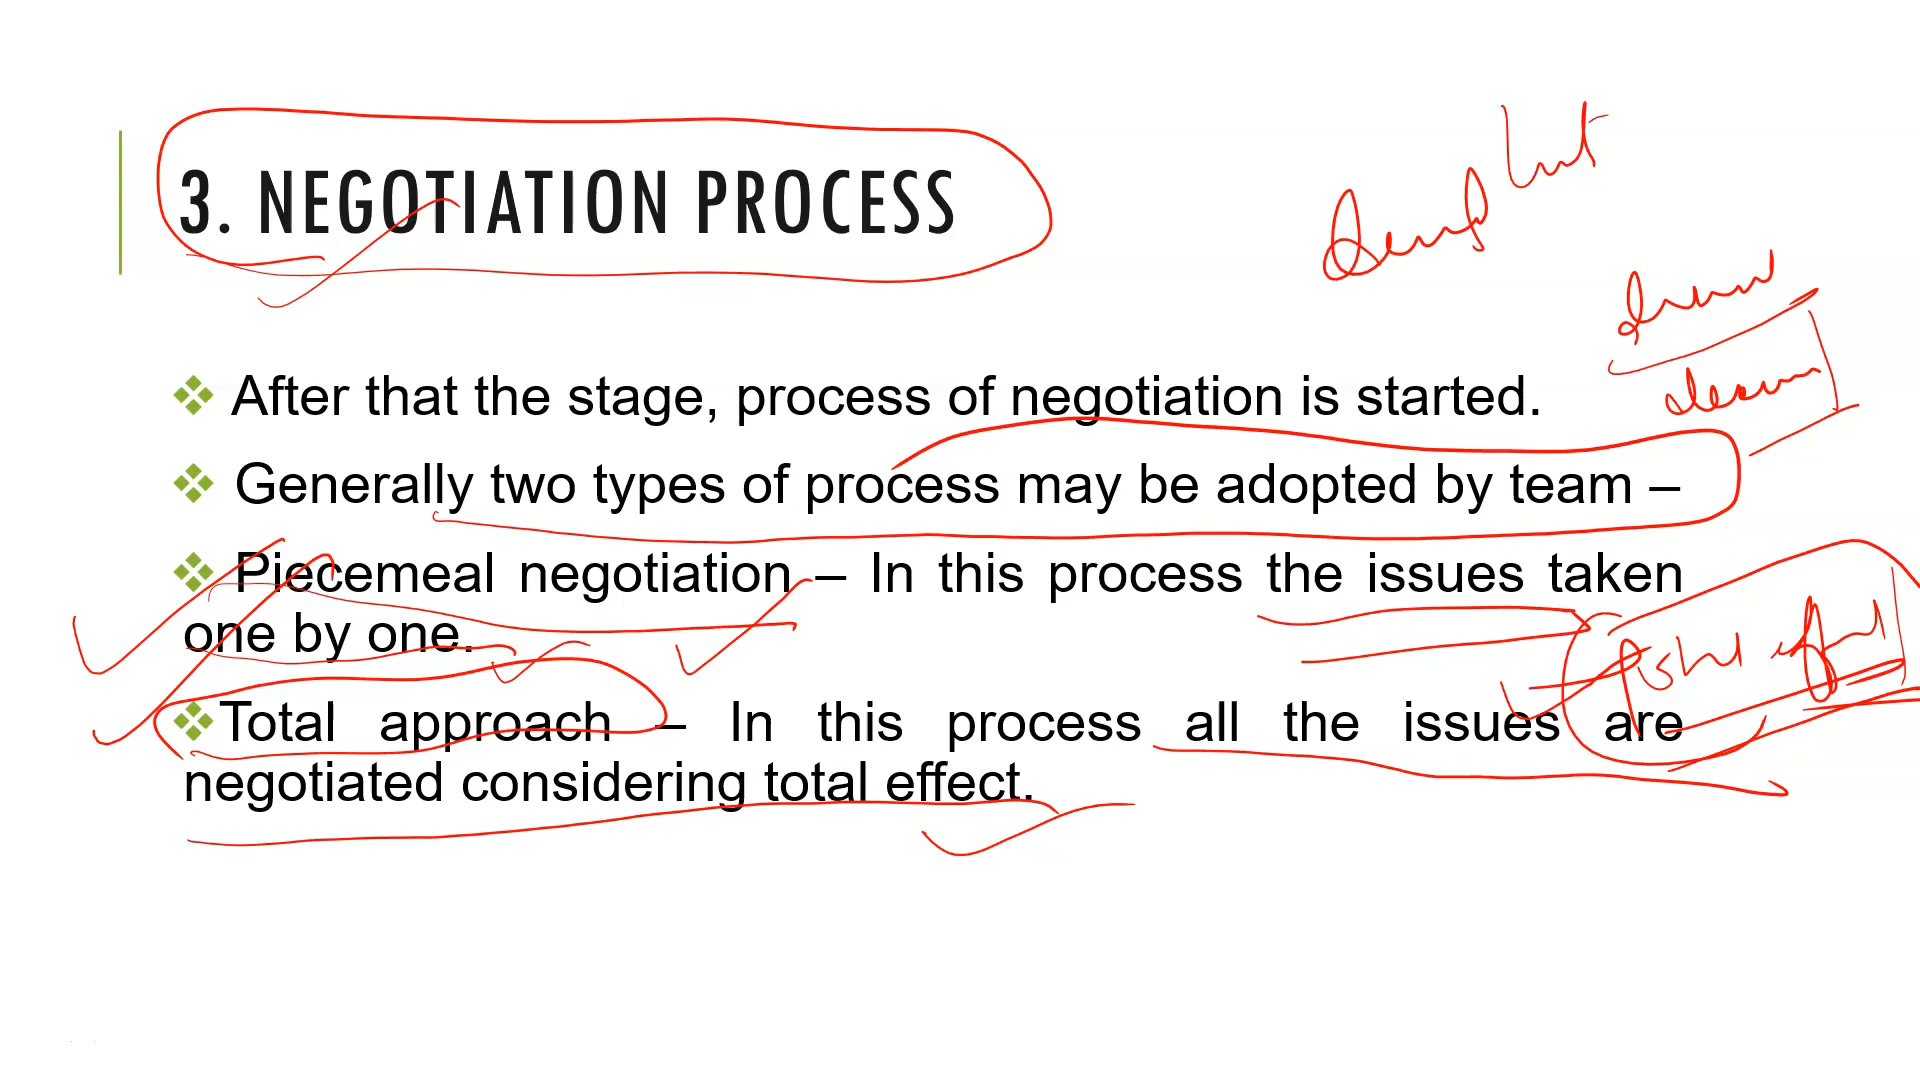 3. NEGOTIATION PROCESS
After that the stage, process of negotiation is started.
Generally two types of process may be adopted by team –
Piecemeal negotiation – In this process the issues taken
one by one.
Total approach – In this process all the issues are
negotiated considering total effect.